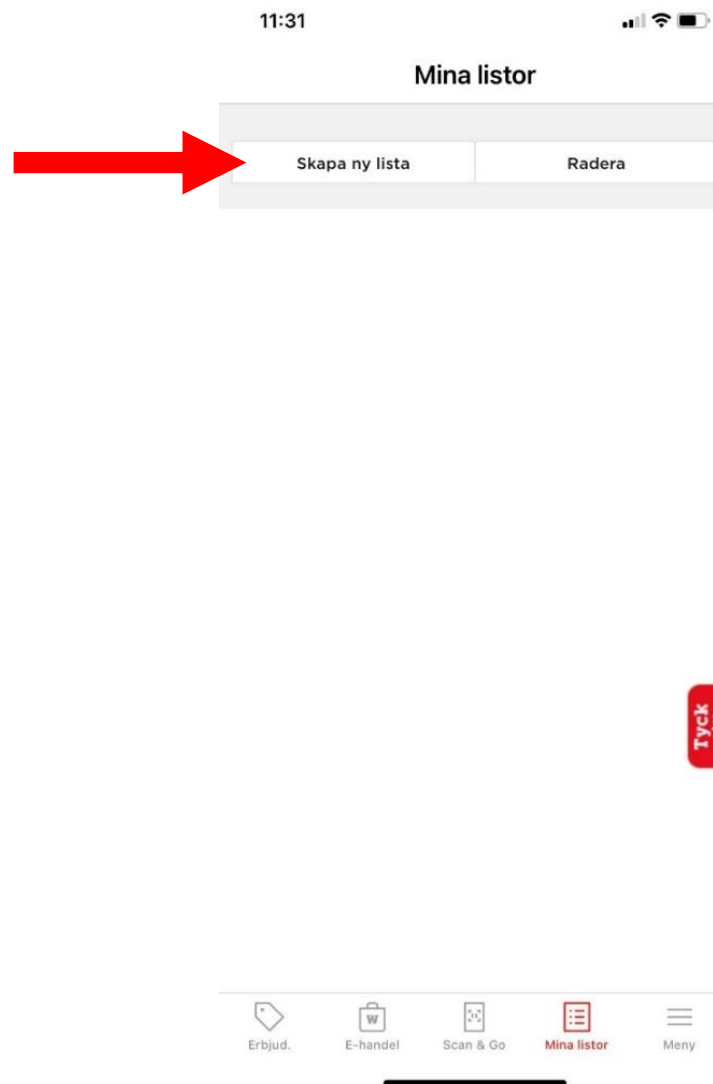 11:31
Mina listor
Skapa ny lista
Radera
Tyck
W
Erbjud.
E-handel
Scan & Go
Mina listor
Meny